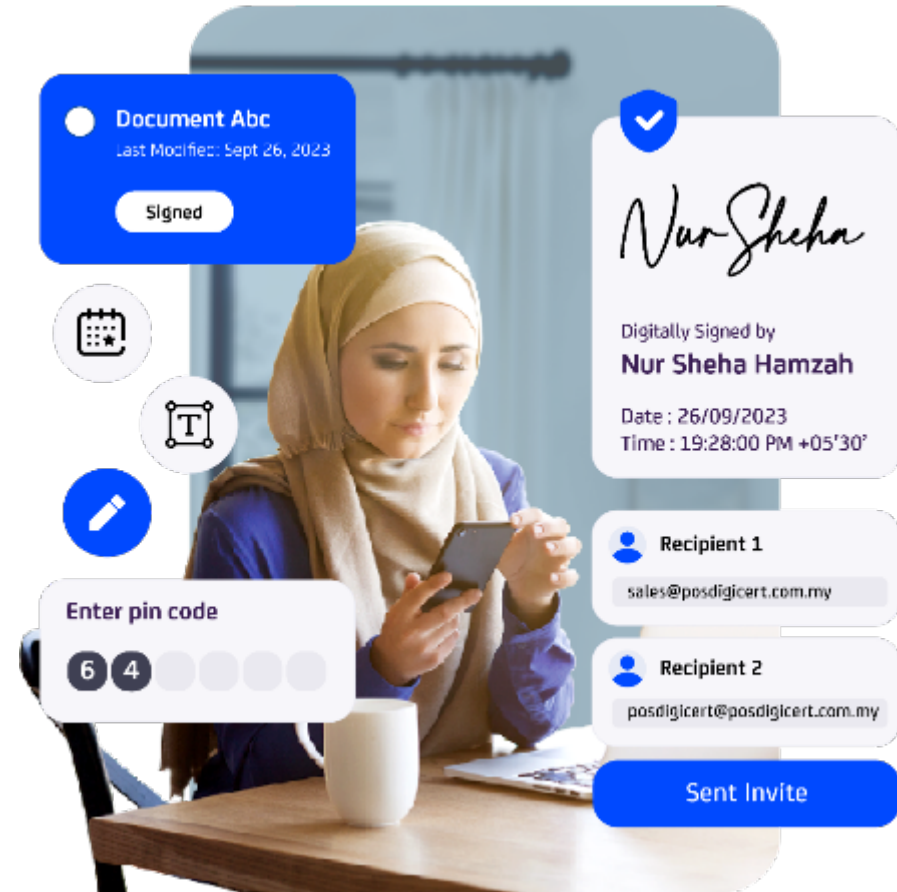 Document Abc
Last Modified: Sept 26, 2023
Signed
Nur Sheha
Digitally Signed by
Nur Sheha Hamzah
Date : 26/09/2023
Time : 19:28:00 PM +05'30'
T
Enter pin code
6 4
Recipient 1
sales@posdigicert.com.my
Recipient 2
posdigicert@posdigicert.com.my
Sent Invite